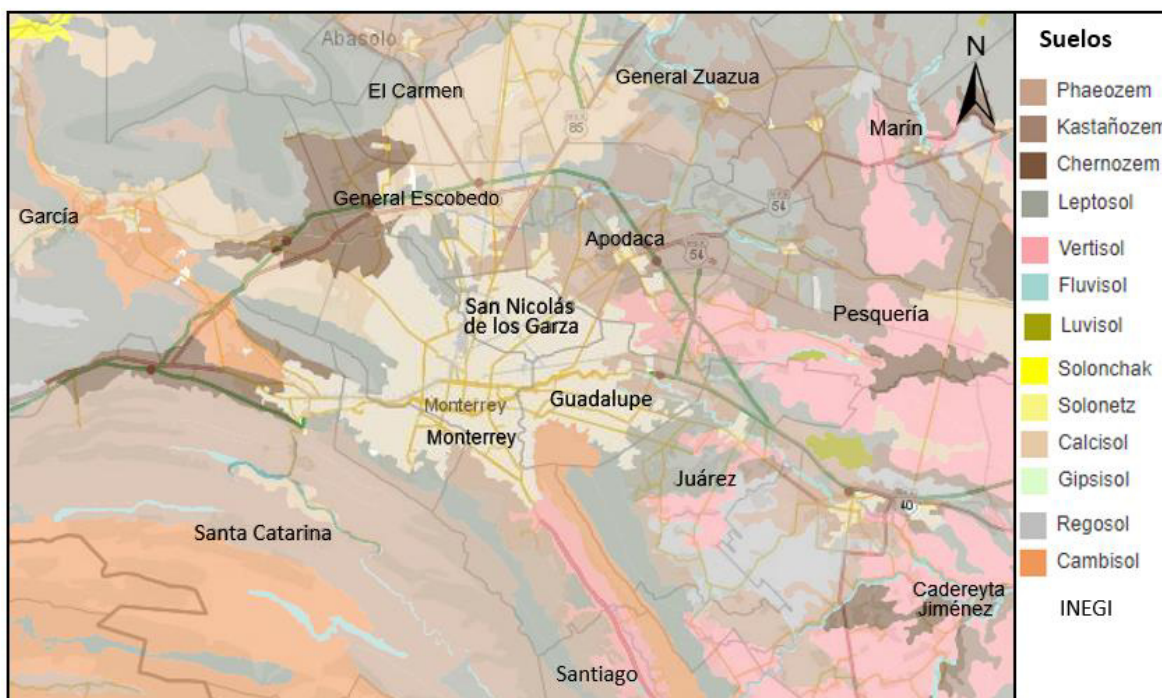 Abasolo
El Carmen
General Zuazua
N
85
Marín
General Escobedo
54
García
Apodaca
54
San Nicolás
de los Garza
Pesquería
Monterrey
Guadalupe
Monterrey
Juárez
40
Santa Catarina
Cadereyta
Jiménez
Santiago
Suelos
Phaeozem
Kastañozem
Chernozem
Leptosol
Vertisol
Fluvisol
Luvisol
Solonchak
Solonetz
Calcisol
Gipsisol
Regosol
Cambisol
INEGI